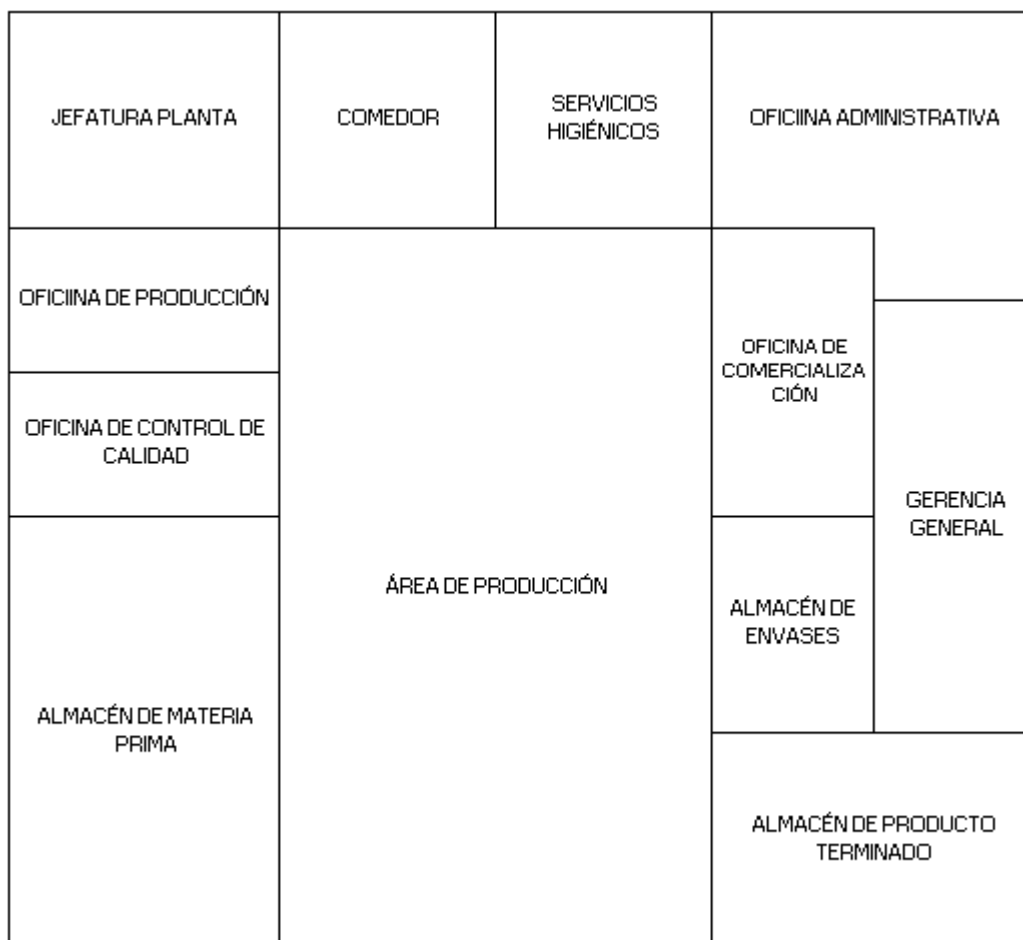 JEFATURA PLANTA
COMEDOR
SERVICIOS
HIGIÉNICOS
OFICIINA ADMINISTRATIVA
OFICIINA DE PRODUCCIÓN
OFICINA DE
COMERCIALIZA
CIÓN
OFICINA DE CONTROL DE
CALIDAD
GERENCIA
GENERAL
ÁREA DE PRODUCCIÓN
ALMACÉN DE
ENVASES
ALMACÉN DE MATERIA
PRIMA
ALMACÉN DE PRODUCTO
TERMINADO